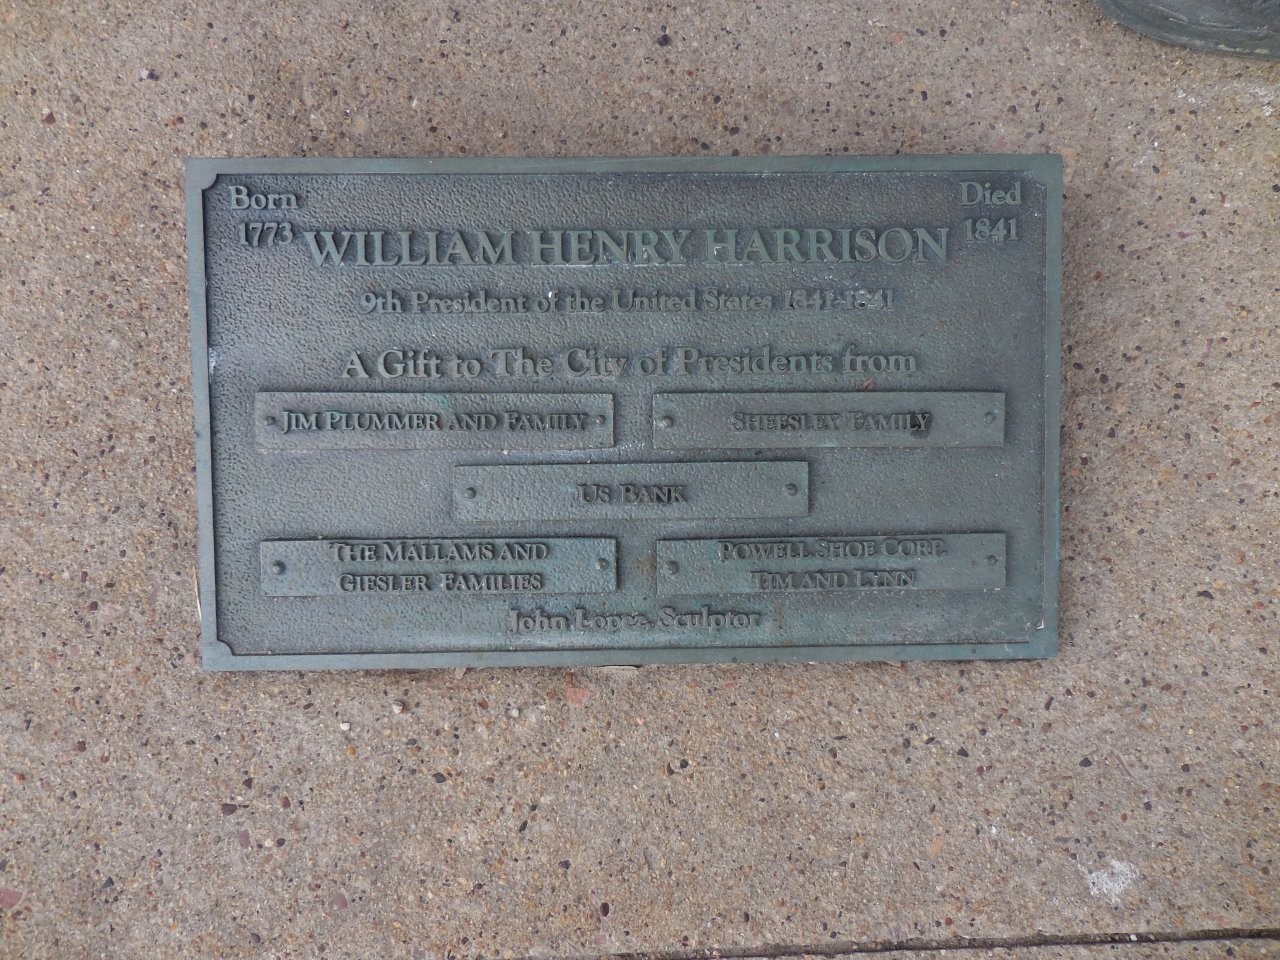 Born
1773
Died
1841
WILLIAM HENRY HARRISON
9th President of the United States 1841-1841
A Gift to The City of Presidents from
JIM PLUMMER AND FAMILY
SHEESLEY FAMILY
US BANK
THE MALLAMS AND
GIESLER FAMILIES
POWELL SHOE CORP.
TIM AND LYNN
John Lopez, Sculptor